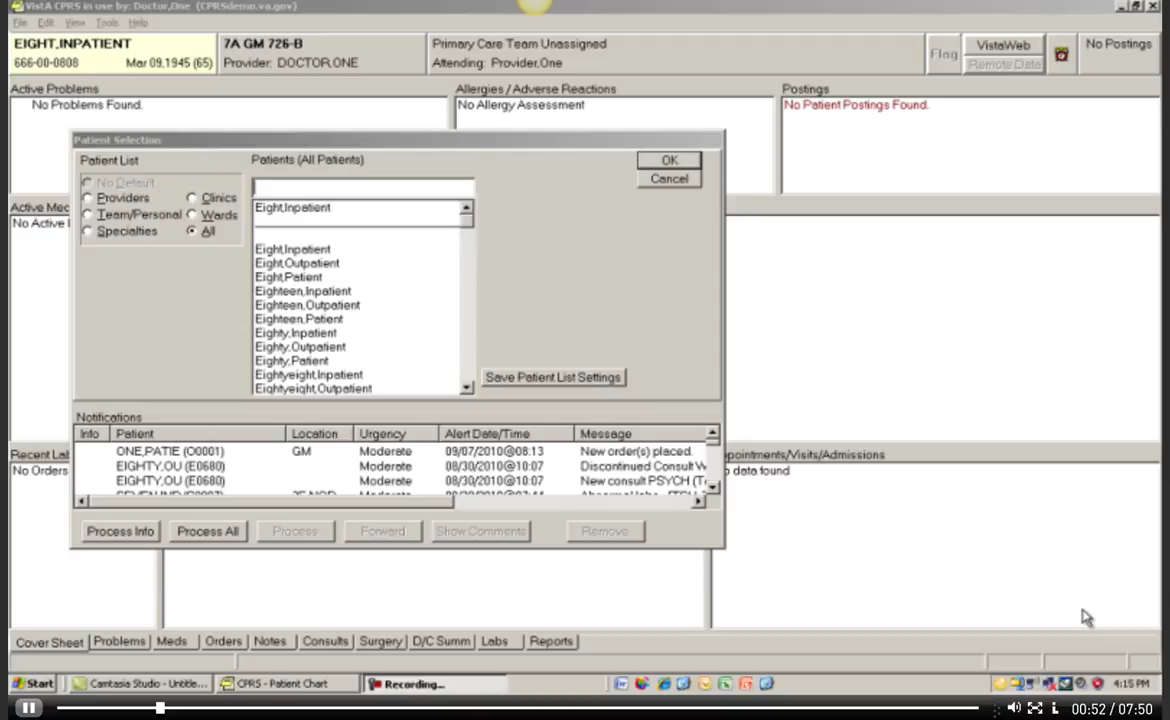 VistA CPRS in use by: Doctor,One (CPRSdemo.va.gov)
File Edit View Tools Help
EIGHT,INPATIENT
666-00-0808 Mar 09,1945 (65)
7A GM 726-B
Provider: DOCTOR,ONE
Primary Care Team Unassigned
Attending: Provider,One
Flag
VistaWeb
Remote Data
No Postings
Active Problems
No Problems Found.
Allergies / Adverse Reactions
No Allergy Assessment
Postings
No Patient Postings Found.
Patient Selection
Patient List
No Default
Providers Clinics
Team/Personal Wards
Specialties All
Patients (All Patients)
OK
Cancel
Eight,Inpatient
Eight,Inpatient
Eight,Outpatient
Eight,Patient
Eighteen,Inpatient
Eighteen,Outpatient
Eighteen,Patient
Eighty,Inpatient
Eighty,Outpatient
Eighty,Patient
Eightyeight,Inpatient
Eightyeight,Outpatient
Save Patient List Settings
Active Med
No Active
Notifications
Info Patient Location Urgency Alert Date/Time Message
ONE,PATIE (O0001) GM Moderate 09/07/2010@08:13 New order(s) placed.
EIGHTY,OU (E0680) Moderate 08/30/2010@10:07 Discontinued Consult
EIGHTY,OU (E0680) Moderate 08/30/2010@10:07 New consult PSYCH
Process Info Process All Process Forward Show Comments Remove
Recent Lab
No Orders
ppointments/Visits/Admissions
data found
Cover Sheet Problems Meds Orders Notes Consults Surgery D/C Summ Labs Reports
Start Camtasia Studio - Untitle... CPRS - Patient Chart Recording... 4:15 PM
00:52 / 07:50